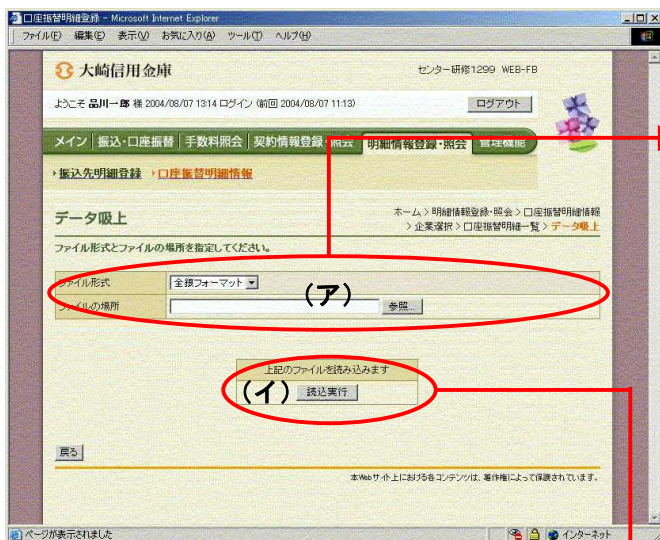 口座振替明細登録 - Microsoft Internet Explorer
ファイル(F) 編集(E) 表示(V) お気に入り(A) ツール(T) ヘルプ(H)
大崎信用金庫
センター研修1299 WEB-FB
ようこそ 品川一郎 様 2004/08/07 13:14 ログイン (前回 2004/08/07 11:13)
ログアウト
メイン 振込・口座振替 手数料照会 契約情報登録・照会 明細情報登録・照会 管理機能
振込先明細登録 口座振替明細情報
データ吸上
ホーム > 明細情報登録・照会 > 口座振替明細情報
> 企業選択 > 口座振替明細一覧 > データ吸上
ファイル形式とファイルの場所を指定してください。
ファイル形式 全銀フォーマット
(ア)
ファイルの場所 参照...
上記のファイルを読み込みます
(イ) 読込実行
戻る
本Webサイト上における各コンテンツは、著作権によって保護されています。
ページが表示されました インターネット